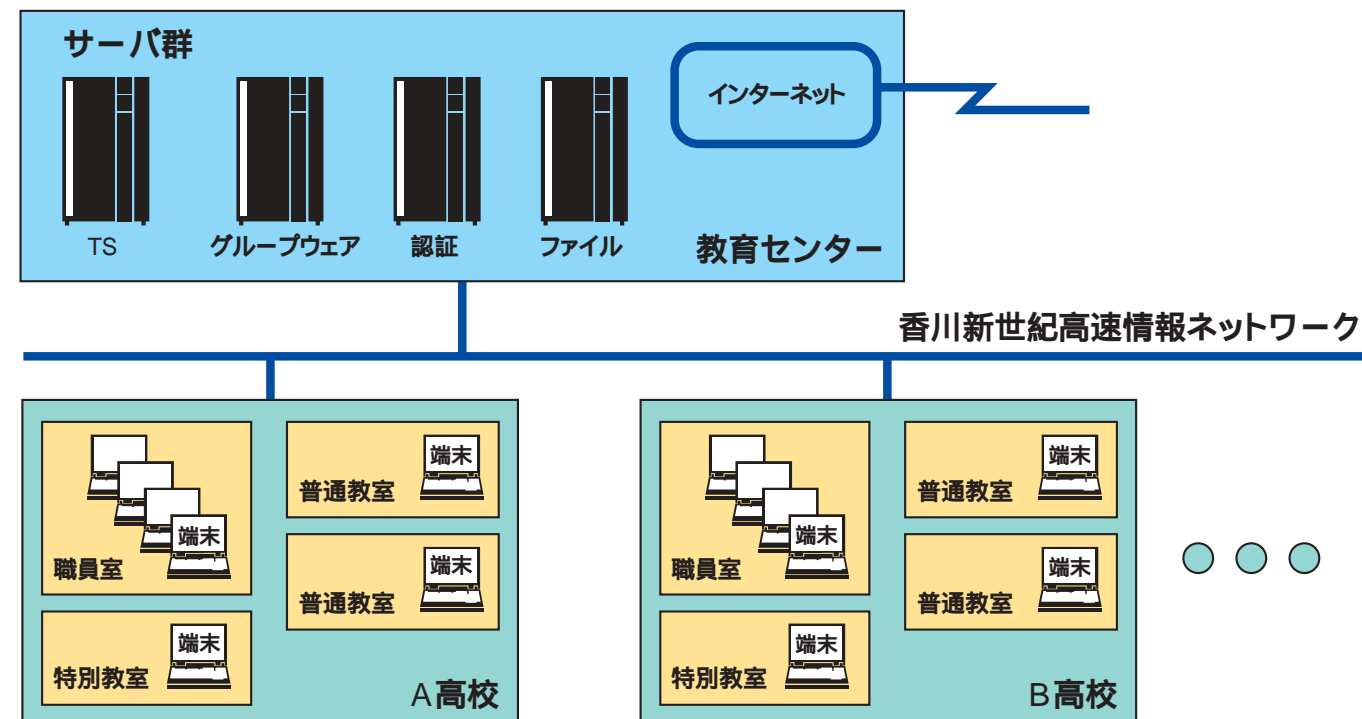 サーバ群
インターネット
TS
グループウェア
認証
ファイル
教育センター
香川新世紀高速情報ネットワーク
端末
職員室
端末
普通教室
端末
普通教室
端末
特別教室
A高校
端末
職員室
端末
普通教室
端末
普通教室
端末
特別教室
B高校